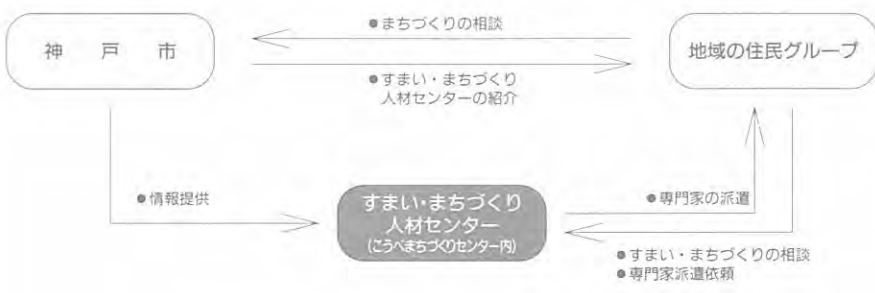 ●まちづくりの相談
神戸市
地域の住民グループ
●すまい・まちづくり
人材センターの紹介
●情報提供
すまい・まちづくり
人材センター
(こうべまちづくりセンター内)
●専門家の派遣
●すまい・まちづくりの相談
●専門家派遣依頼